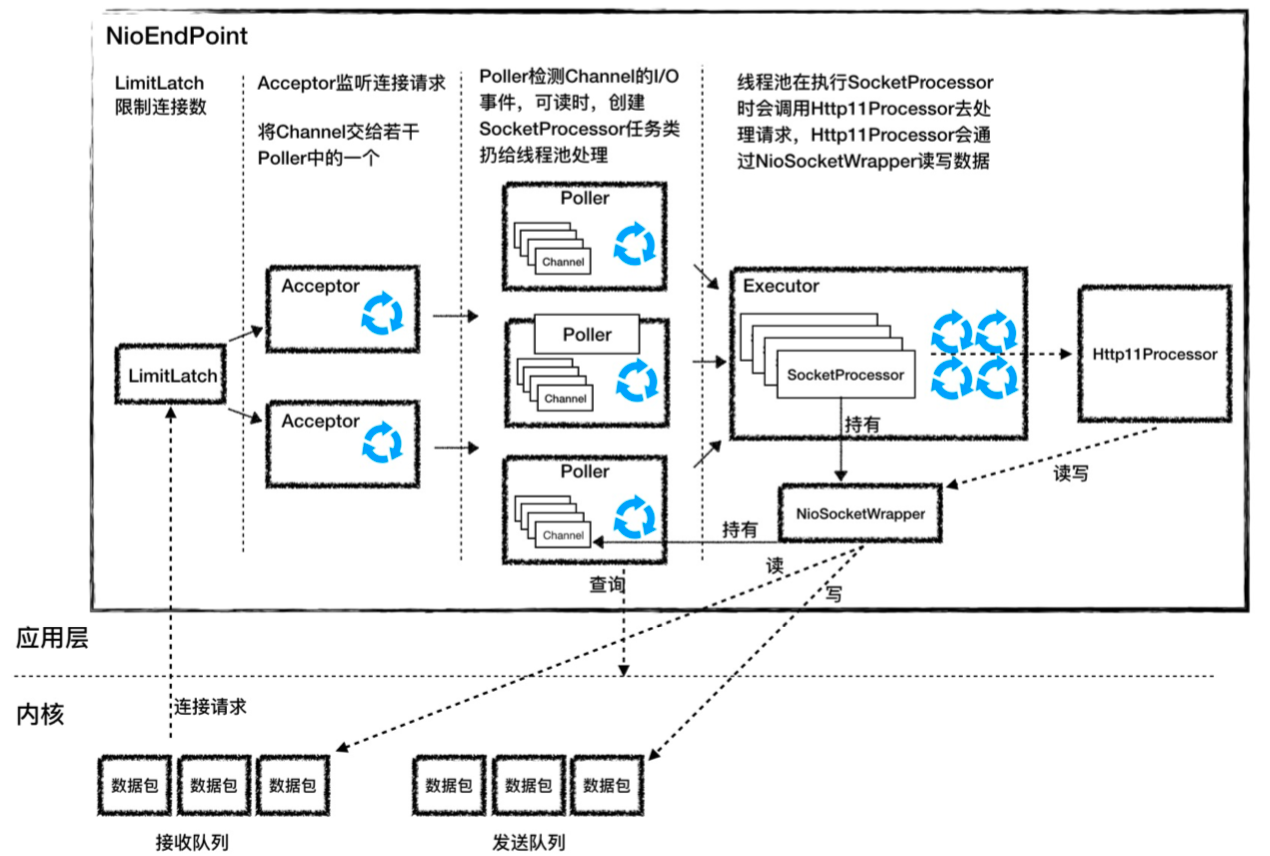 NioEndPoint
LimitLatch
限制连接数
Acceptor监听连接请求
将Channel交给若干
Poller中的一个
Poller检测Channel的I/O
事件，可读时，创建
SocketProcessor任务类
扔给线程池处理
线程池在执行SocketProcessor
时会调用Http11Processor去处
理请求，Http11Processor会通
过NioSocketWrapper读写数据
LimitLatch
Acceptor
Acceptor
Poller
Channel
Poller
Channel
Poller
Channel
Executor
SocketProcessor
Http11Processor
持有
读写
NioSocketWrapper
持有
读
写
查询
应用层
内核
连接请求
数据包
数据包
数据包
接收队列
数据包
数据包
数据包
发送队列